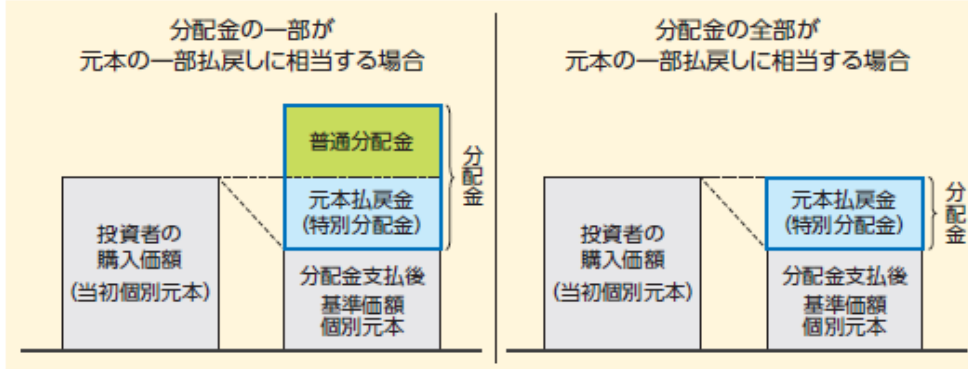 分配金の一部が
元本の一部払戻しに相当する場合
普通分配金
元本払戻金
(特別分配金)
分配金
投資者の
購入価額
(当初個別元本)
分配金支払後
基準価額
個別元本
分配金の全部が
元本の一部払戻しに相当する場合
元本払戻金
(特別分配金)
分配金
投資者の
購入価額
(当初個別元本)
分配金支払後
基準価額
個別元本